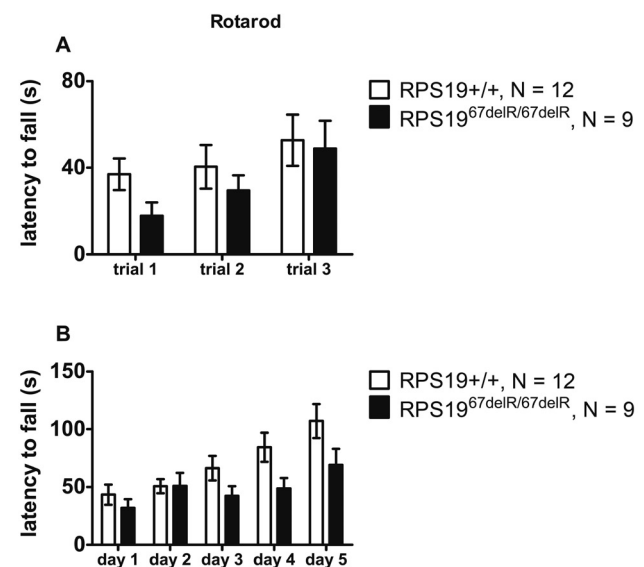 Rotarod
A
latency to fall (s)
80
40
0
trial 1 trial 2 trial 3
RPS19+/+, N = 12
RPS19^67delR/67delR, N = 9
B
latency to fall (s)
150
100
50
0
day 1 day 2 day 3 day 4 day 5
RPS19+/+, N = 12
RPS19^67delR/67delR, N = 9